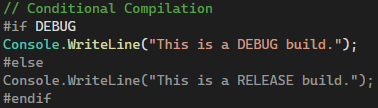 // Conditional Compilation
#if DEBUG
Console.WriteLine("This is a DEBUG build.");
#else
Console.WriteLine("This is a RELEASE build.");
#endif